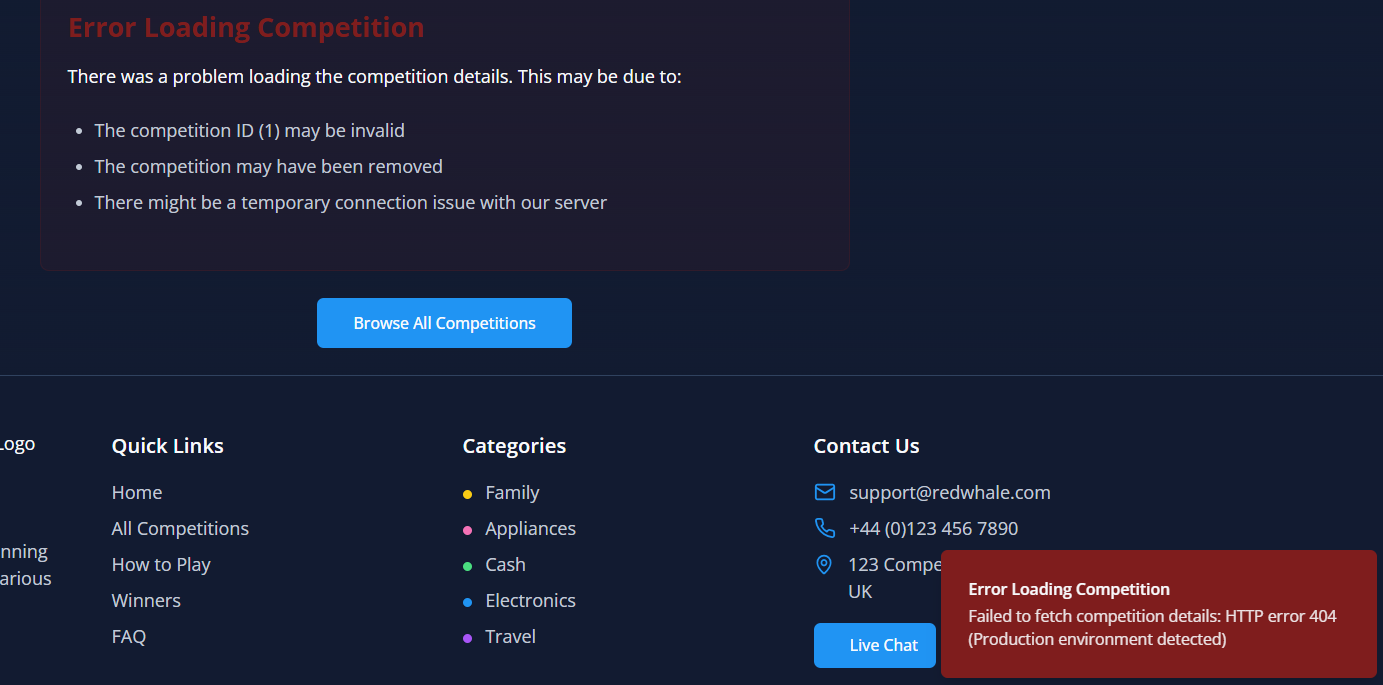 Error Loading Competition
There was a problem loading the competition details. This may be due to:
The competition ID (1) may be invalid
The competition may have been removed
There might be a temporary connection issue with our server
Browse All Competitions
Logo
nning
arious
Quick Links
Home
All Competitions
How to Play
Winners
FAQ
Categories
Family
Appliances
Cash
Electronics
Travel
Contact Us
support@redwhale.com
+44 (0)123 456 7890
123 Compe
UK
Live Chat
Error Loading Competition
Failed to fetch competition details: HTTP error 404
(Production environment detected)